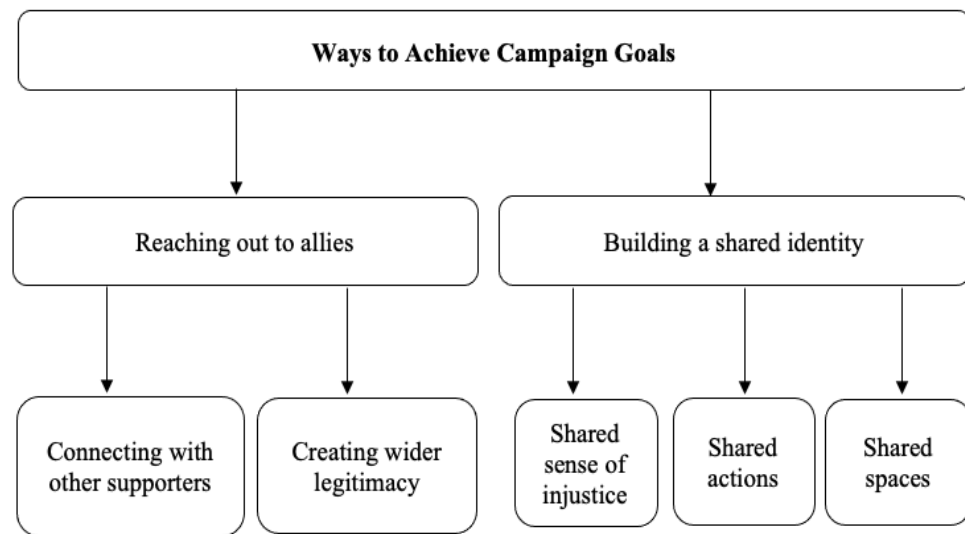 Ways to Achieve Campaign Goals
Reaching out to allies
Building a shared identity
Connecting with
other supporters
Creating wider
legitimacy
Shared
sense of
injustice
Shared
actions
Shared
spaces